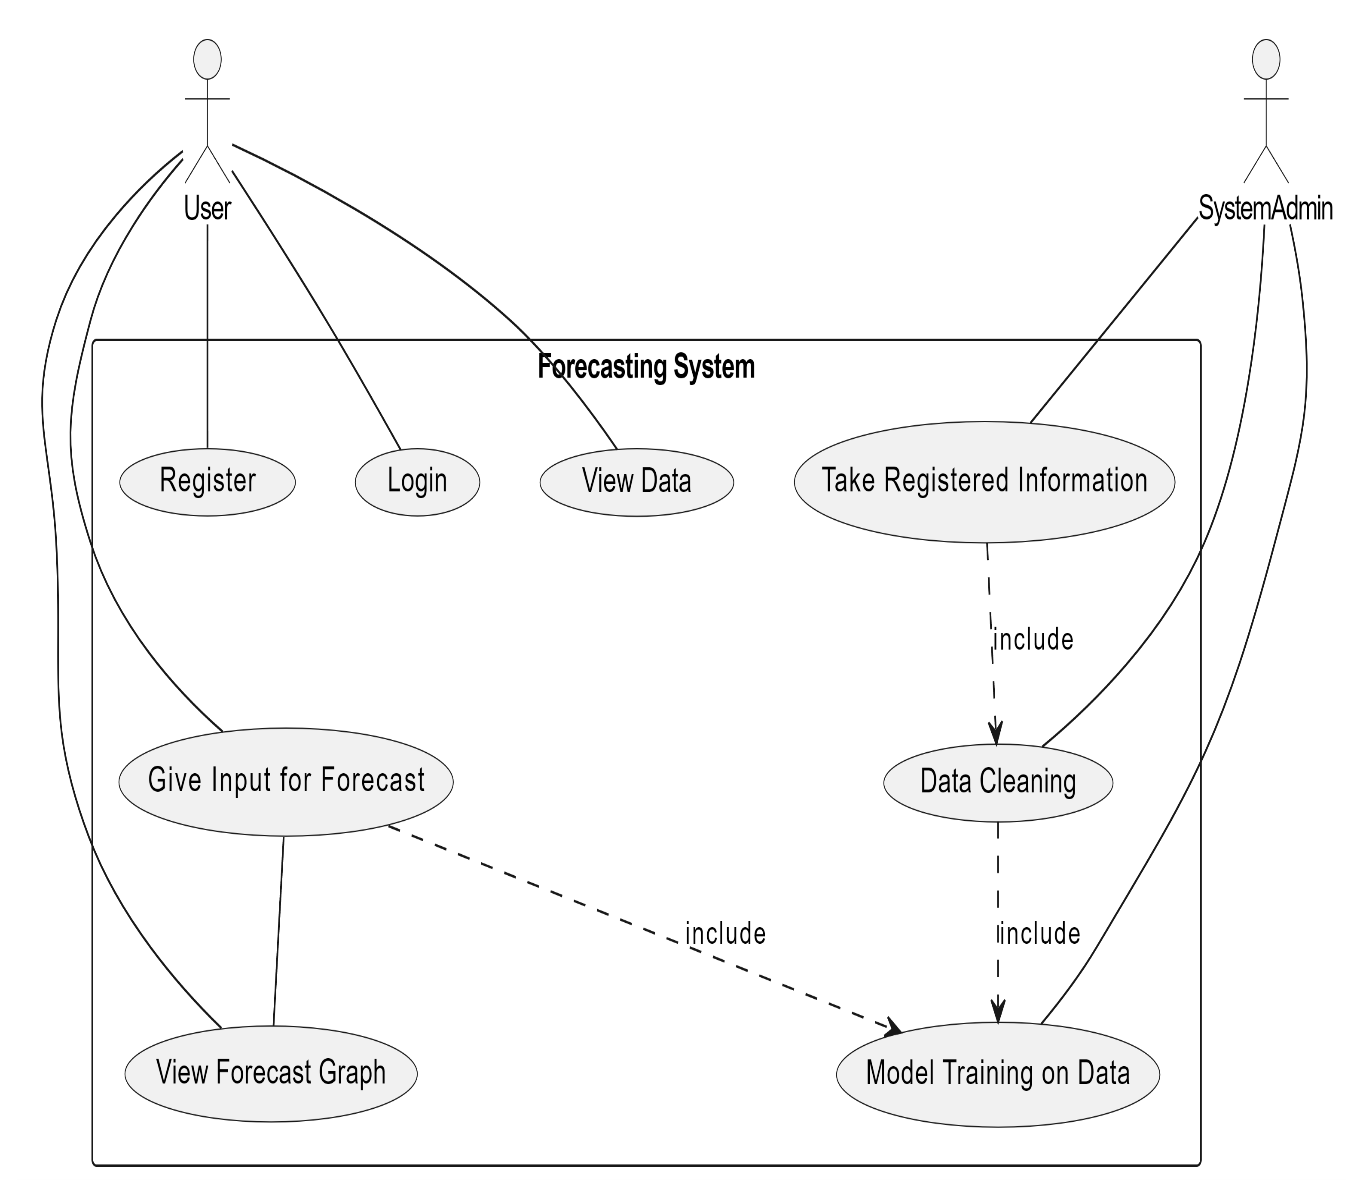 User
SystemAdmin
Forecasting System
Register
Login
View Data
Take Registered Information
include
Give Input for Forecast
Data Cleaning
include
include
View Forecast Graph
Model Training on Data